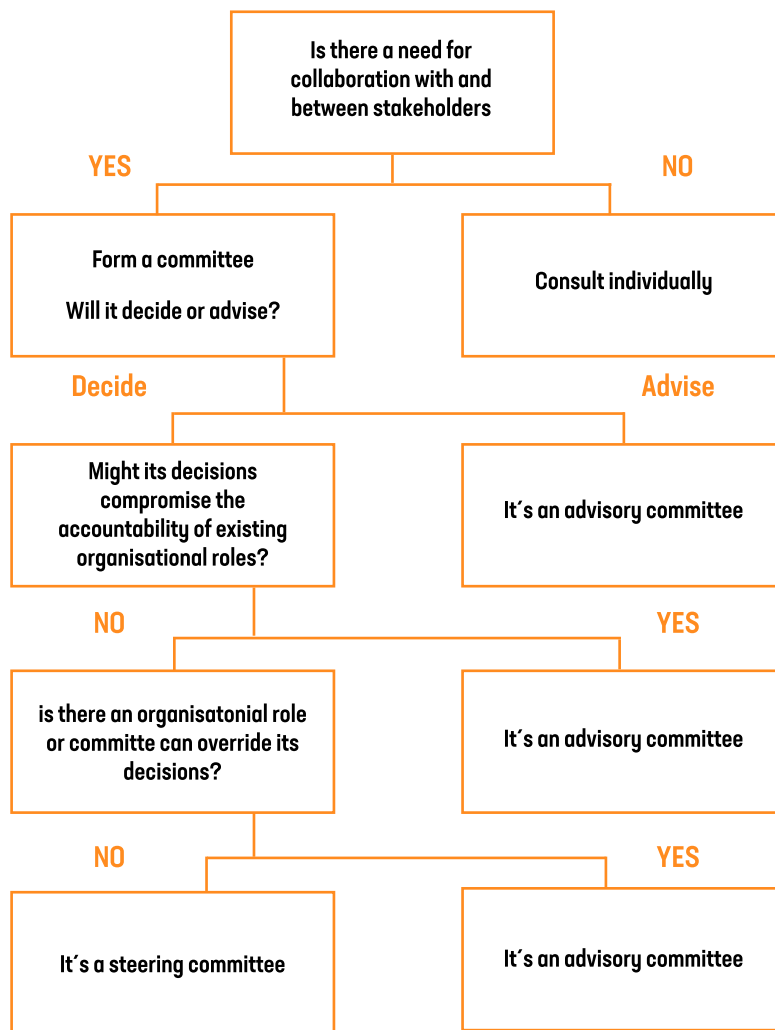 Is there a need for
collaboration with and
between stakeholders
YES
NO
Form a committee
Will it decide or advise?
Consult individually
Decide
Advise
Might its decisions
compromise the
accountability of existing
organisational roles?
It´s an advisory committee
NO
YES
is there an organisatonial role
or committe can override its
decisions?
It´s an advisory committee
NO
YES
It´s a steering committee
It´s an advisory committee